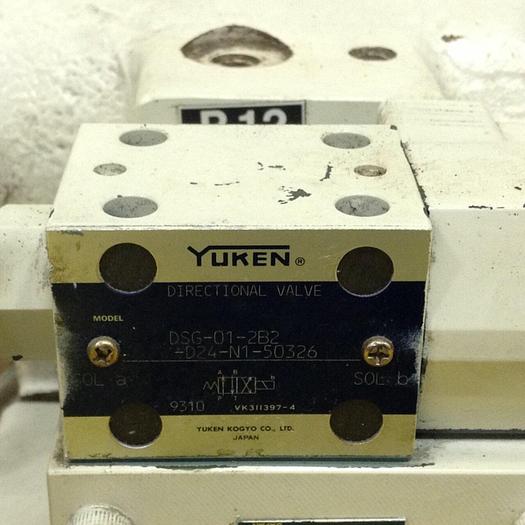 P 12
YUKEN ®
DIRECTIONAL VALVE
MODEL
DSG-01-2B2
-D24-N1-50326
SOL a
SOL b
A B
b
P T
9310
VK311397-4
YUKEN KOGYO CO., LTD.
JAPAN